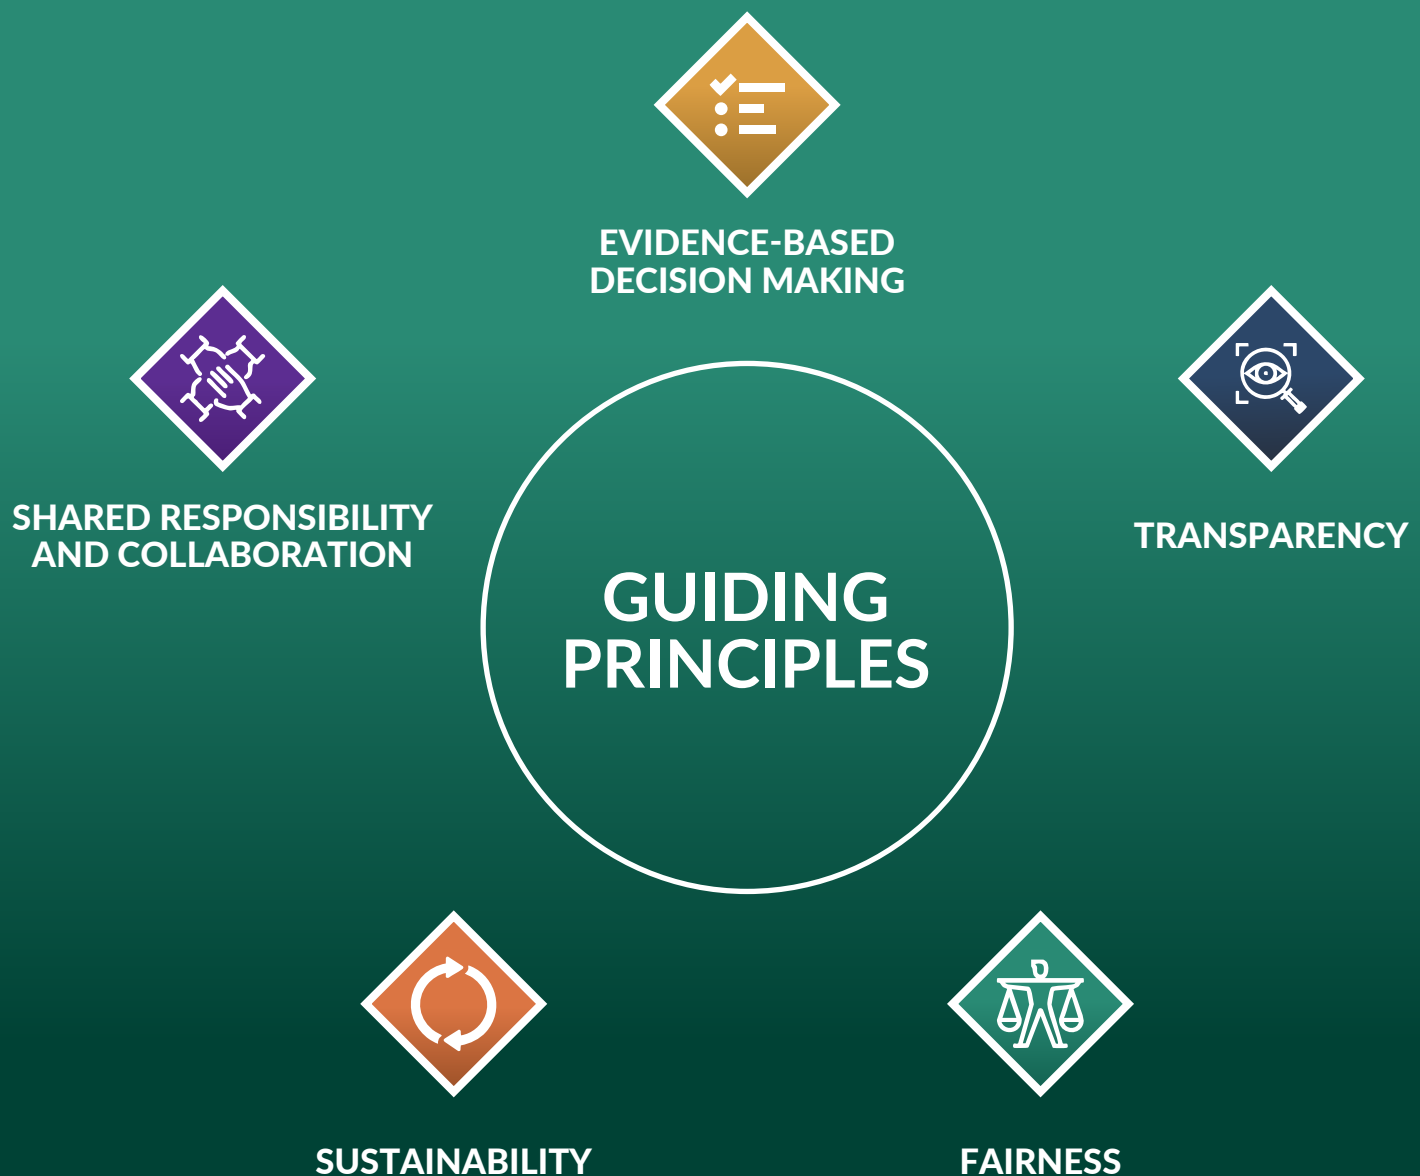 EVIDENCE-BASED
DECISION MAKING
SHARED RESPONSIBILITY
AND COLLABORATION
TRANSPARENCY
GUIDING
PRINCIPLES
SUSTAINABILITY
FAIRNESS